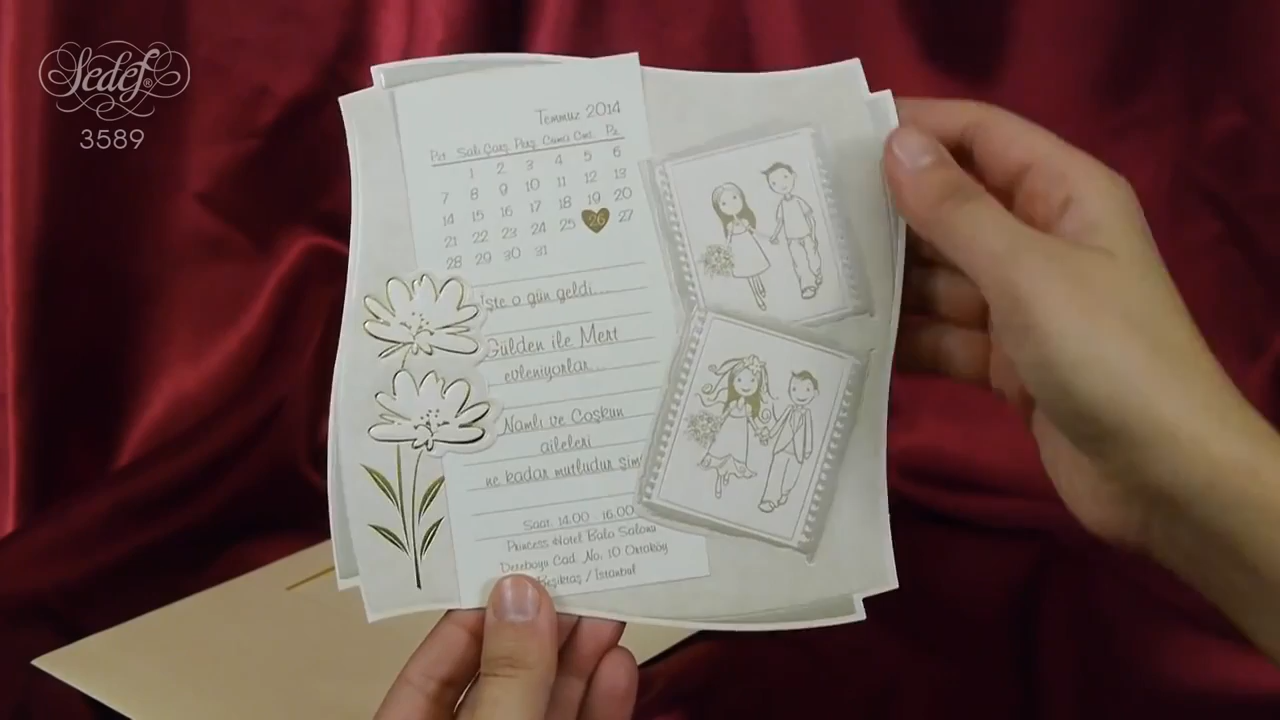 Sedef®
3589
Temmuz 2014
Pzt Salı Çarş Perş Cuma Cmt. Pz
1 2 3 4 5 6
7 8 9 10 11 12 13
14 15 16 17 18 19 20
21 22 23 24 25 26 27
28 29 30 31
İşte o gün geldi...
Gülden ile Mert
evleniyorlar...
Namlı ve Coşkun
aileleri
ne kadar mutludur şim
Saat: 14.00 - 16.00
Princess Hotel Balo Salonu
Dereboyu Cad. No. 10 Ortaköy
Beşiktaş / İstanbul